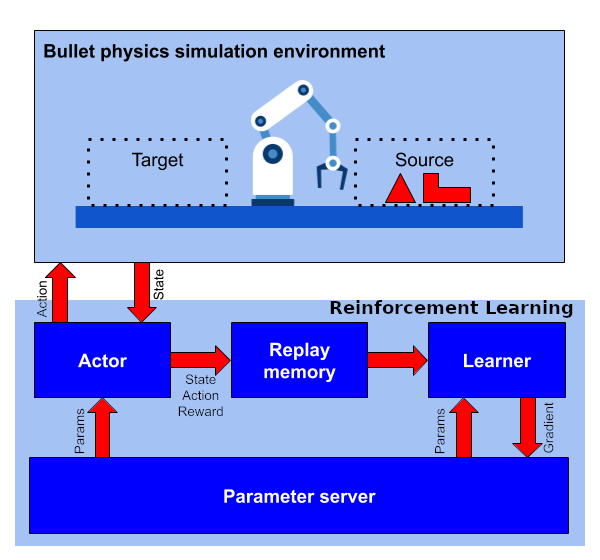 Bullet physics simulation environment
Target
Source
Action
State
Reinforcement Learning
Actor
Replay
memory
Learner
State
Action
Reward
Params
Params
Gradient
Parameter server